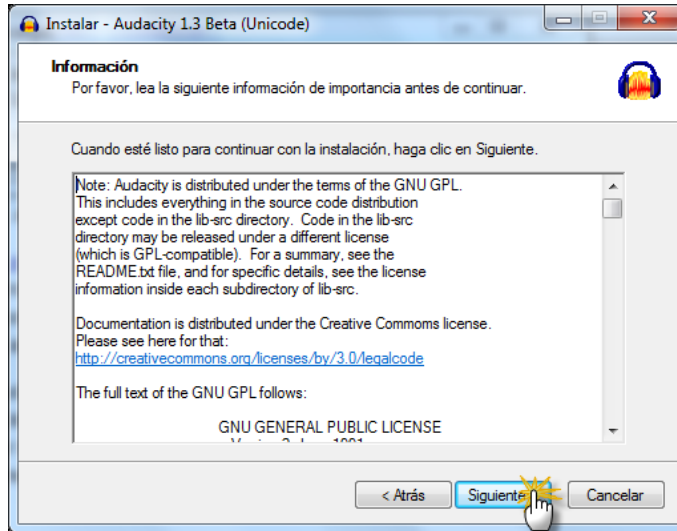 Instalar - Audacity 1.3 Beta (Unicode)
Información
Por favor, lea la siguiente información de importancia antes de continuar.
Cuando esté listo para continuar con la instalación, haga clic en Siguiente.
Note: Audacity is distributed under the terms of the GNU GPL.
This includes everything in the source code distribution
except code in the lib-src directory. Code in the lib-src
directory may be released under a different license
(which is GPL-compatible). For a summary, see the
README.txt file, and for specific details, see the license
information inside each subdirectory of lib-src.
Documentation is distributed under the Creative Commoms license.
Please see here for that:
http://creativecommons.org/licenses/by/3.0/legalcode
The full text of the GNU GPL follows:
GNU GENERAL PUBLIC LICENSE
< Atrás
Siguiente
Cancelar